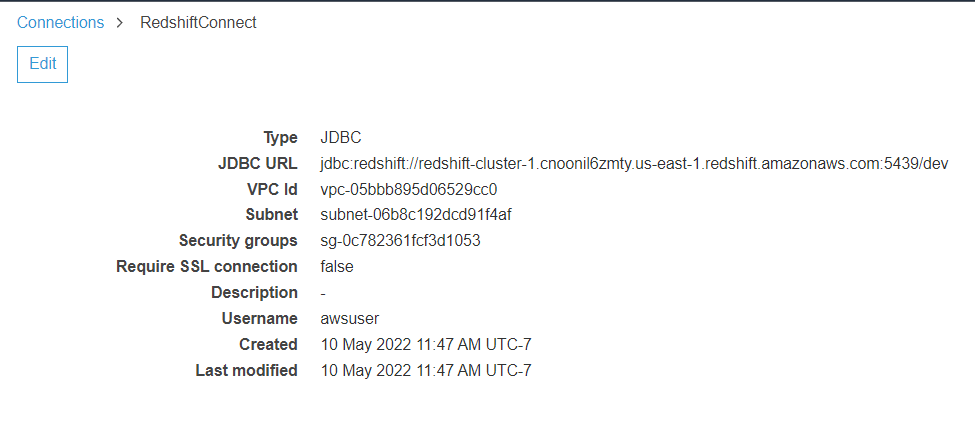 Connections > RedshiftConnect
Edit
Type JDBC
JDBC URL jdbc:redshift://redshift-cluster-1.cnoonil6zmty.us-east-1.redshift.amazonaws.com:5439/dev
VPC Id vpc-05bbb895d06529cc0
Subnet subnet-06b8c192dcd91f4af
Security groups sg-0c782361fcf3d1053
Require SSL connection false
Description -
Username awsuser
Created 10 May 2022 11:47 AM UTC-7
Last modified 10 May 2022 11:47 AM UTC-7